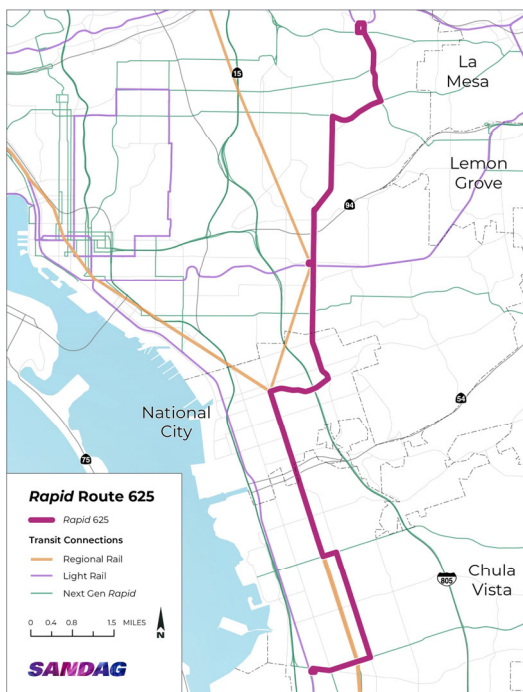 La
Mesa
15
Lemon
Grove
94
National
City
54
75
Chula
Vista
805
Rapid Route 625
Rapid 625
Transit Connections
Regional Rail
Light Rail
Next Gen Rapid
0 0.4 0.8 1.5 MILES
N
SANDAG